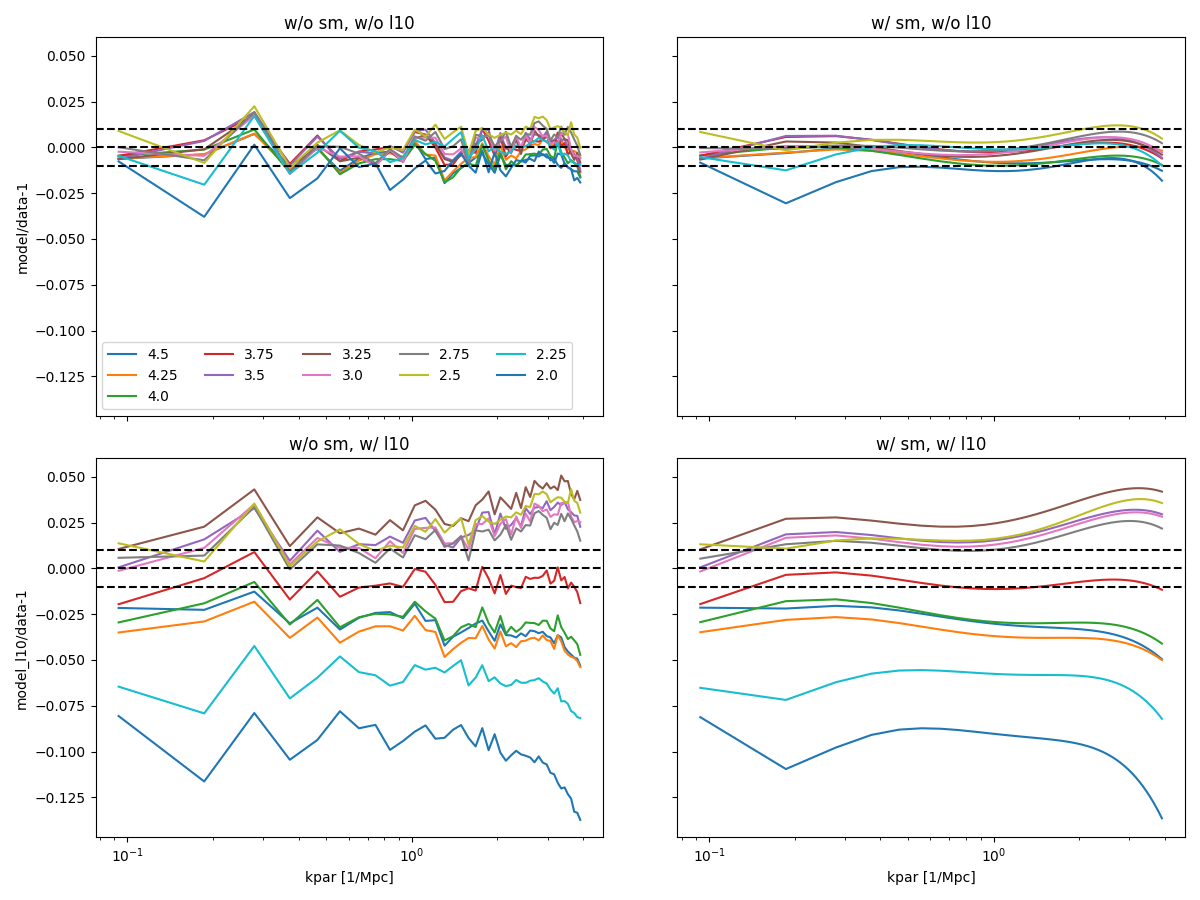 w/o sm, w/o l10
w/ sm, w/o l10
0.050
0.025
0.000
−0.025
−0.050
−0.075
−0.100
−0.125
model/data-1
4.5 3.75 3.25 2.75 2.25
4.25 3.5 3.0 2.5 2.0
4.0
w/o sm, w/ l10
w/ sm, w/ l10
0.050
0.025
0.000
−0.025
−0.050
−0.075
−0.100
−0.125
model_l10/data-1
10⁻¹ 10⁰
10⁻¹ 10⁰
kpar [1/Mpc]
kpar [1/Mpc]